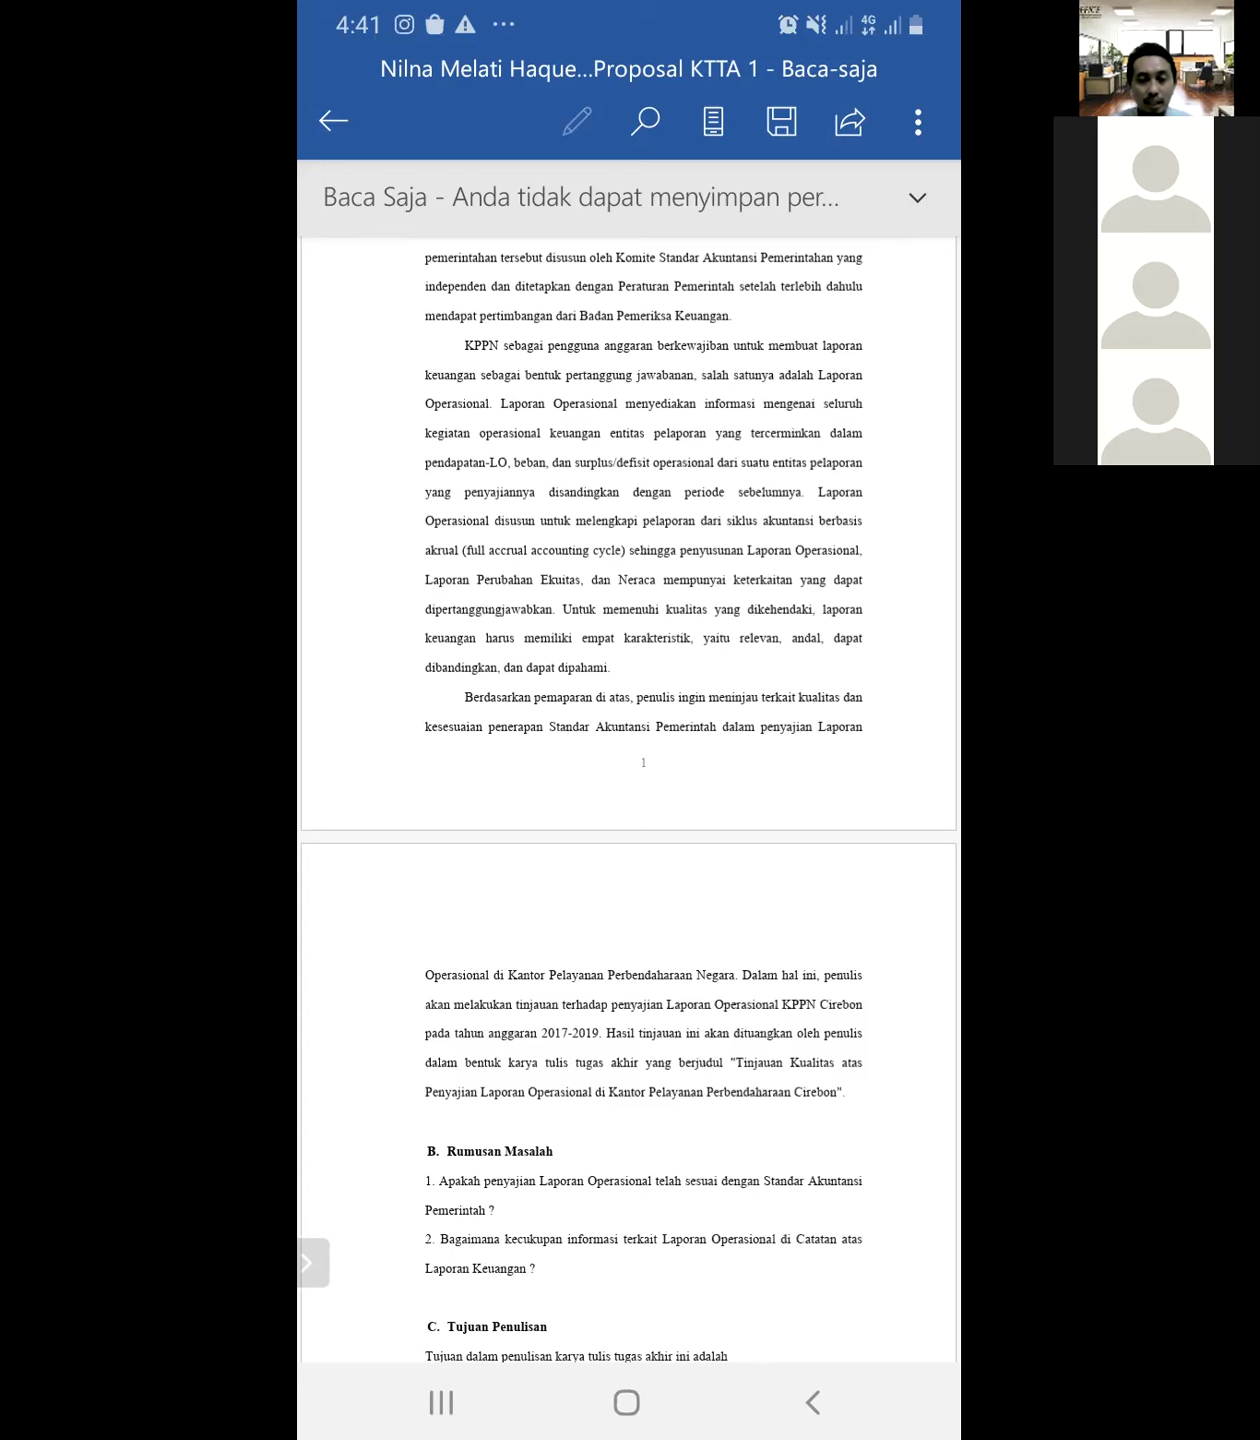 4:41
4G
Nilna Melati Haque...Proposal KTTA 1 - Baca-saja
Baca Saja - Anda tidak dapat menyimpan per...
pemerintahan tersebut disusun oleh Komite Standar Akuntansi Pemerintahan yang
independen dan ditetapkan dengan Peraturan Pemerintah setelah terlebih dahulu
mendapat pertimbangan dari Badan Pemeriksa Keuangan.
KPPN sebagai pengguna anggaran berkewajiban untuk membuat laporan
keuangan sebagai bentuk pertanggung jawabanan, salah satunya adalah Laporan
Operasional. Laporan Operasional menyediakan informasi mengenai seluruh
kegiatan operasional keuangan entitas pelaporan yang tercerminkan dalam
pendapatan-LO, beban, dan surplus/defisit operasional dari suatu entitas pelaporan
yang penyajiannya disandingkan dengan periode sebelumnya. Laporan
Operasional disusun untuk melengkapi pelaporan dari siklus akuntansi berbasis
akrual (full accrual accounting cycle) sehingga penyusunan Laporan Operasional,
Laporan Perubahan Ekuitas, dan Neraca mempunyai keterkaitan yang dapat
dipertanggungjawabkan. Untuk memenuhi kualitas yang dikehendaki, laporan
keuangan harus memiliki empat karakteristik, yaitu relevan, andal, dapat
dibandingkan, dan dapat dipahami.
Berdasarkan pemaparan di atas, penulis ingin meninjau terkait kualitas dan
kesesuaian penerapan Standar Akuntansi Pemerintah dalam penyajian Laporan
1
Operasional di Kantor Pelayanan Perbendaharaan Negara. Dalam hal ini, penulis
akan melakukan tinjauan terhadap penyajian Laporan Operasional KPPN Cirebon
pada tahun anggaran 2017-2019. Hasil tinjauan ini akan dituangkan oleh penulis
dalam bentuk karya tulis tugas akhir yang berjudul "Tinjauan Kualitas atas
Penyajian Laporan Operasional di Kantor Pelayanan Perbendaharaan Cirebon".
B. Rumusan Masalah
1. Apakah penyajian Laporan Operasional telah sesuai dengan Standar Akuntansi
Pemerintah ?
2. Bagaimana kecukupan informasi terkait Laporan Operasional di Catatan atas
Laporan Keuangan ?
C. Tujuan Penulisan
Tujuan dalam penulisan karya tulis tugas akhir ini adalah